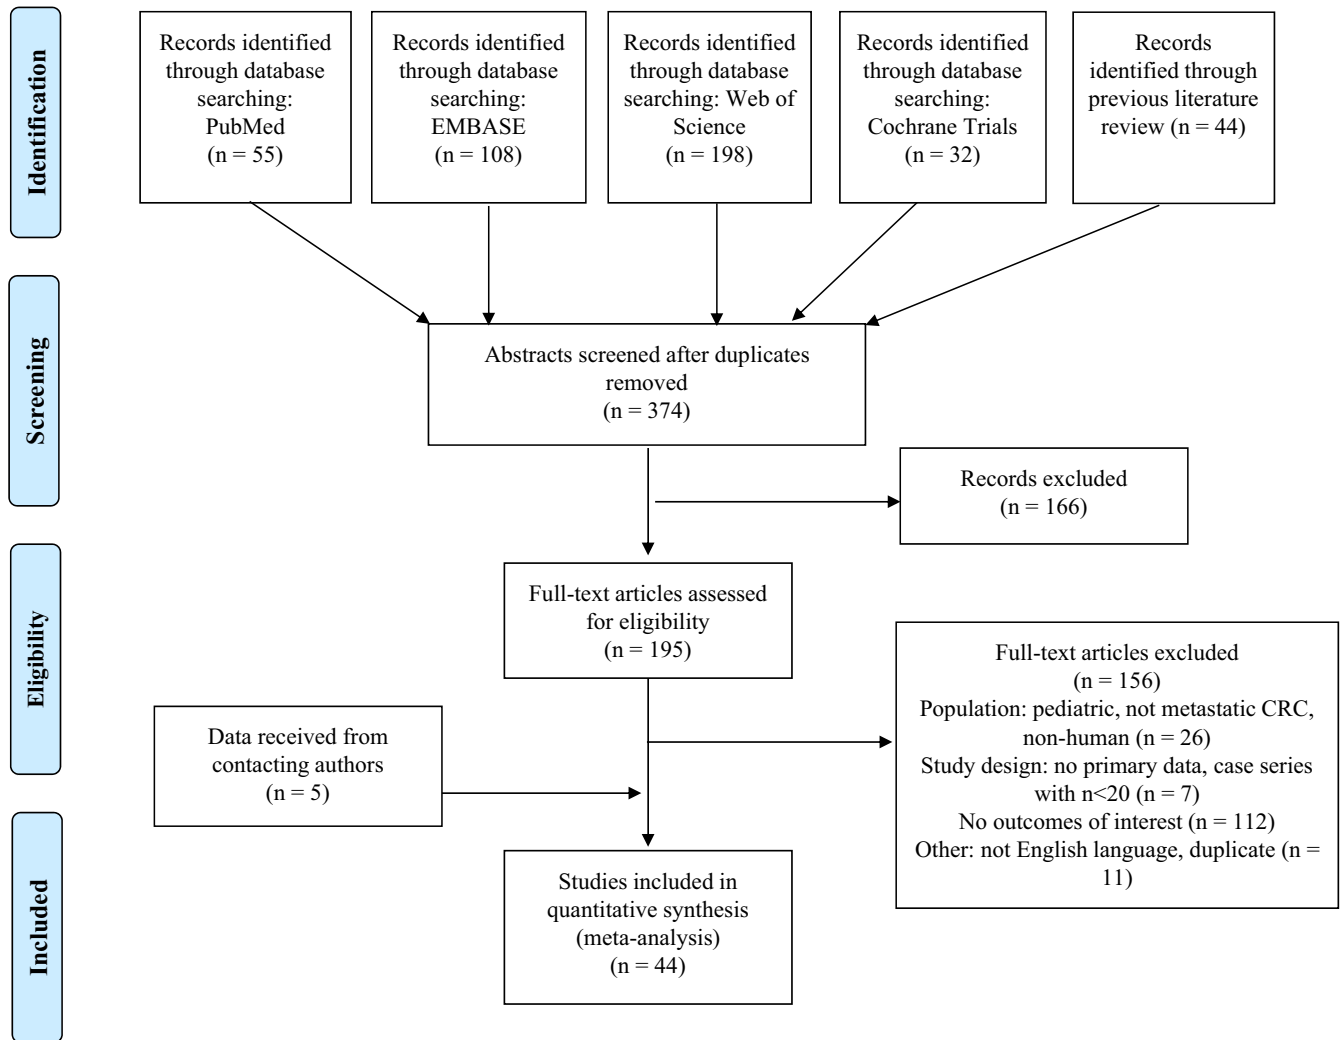 Identification
Records identified
through database
searching:
PubMed
(n = 55)
Records identified
through database
searching:
EMBASE
(n = 108)
Records identified
through database
searching: Web of
Science
(n = 198)
Records identified
through database
searching:
Cochrane Trials
(n = 32)
Records
identified through
previous literature
review (n = 44)
Screening
Abstracts screened after duplicates
removed
(n = 374)
Records excluded
(n = 166)
Eligibility
Full-text articles assessed
for eligibility
(n = 195)
Full-text articles excluded
(n = 156)
Population: pediatric, not metastatic CRC,
non-human (n = 26)
Study design: no primary data, case series
with n<20 (n = 7)
No outcomes of interest (n = 112)
Other: not English language, duplicate (n =
11)
Data received from
contacting authors
(n = 5)
Included
Studies included in
quantitative synthesis
(meta-analysis)
(n = 44)